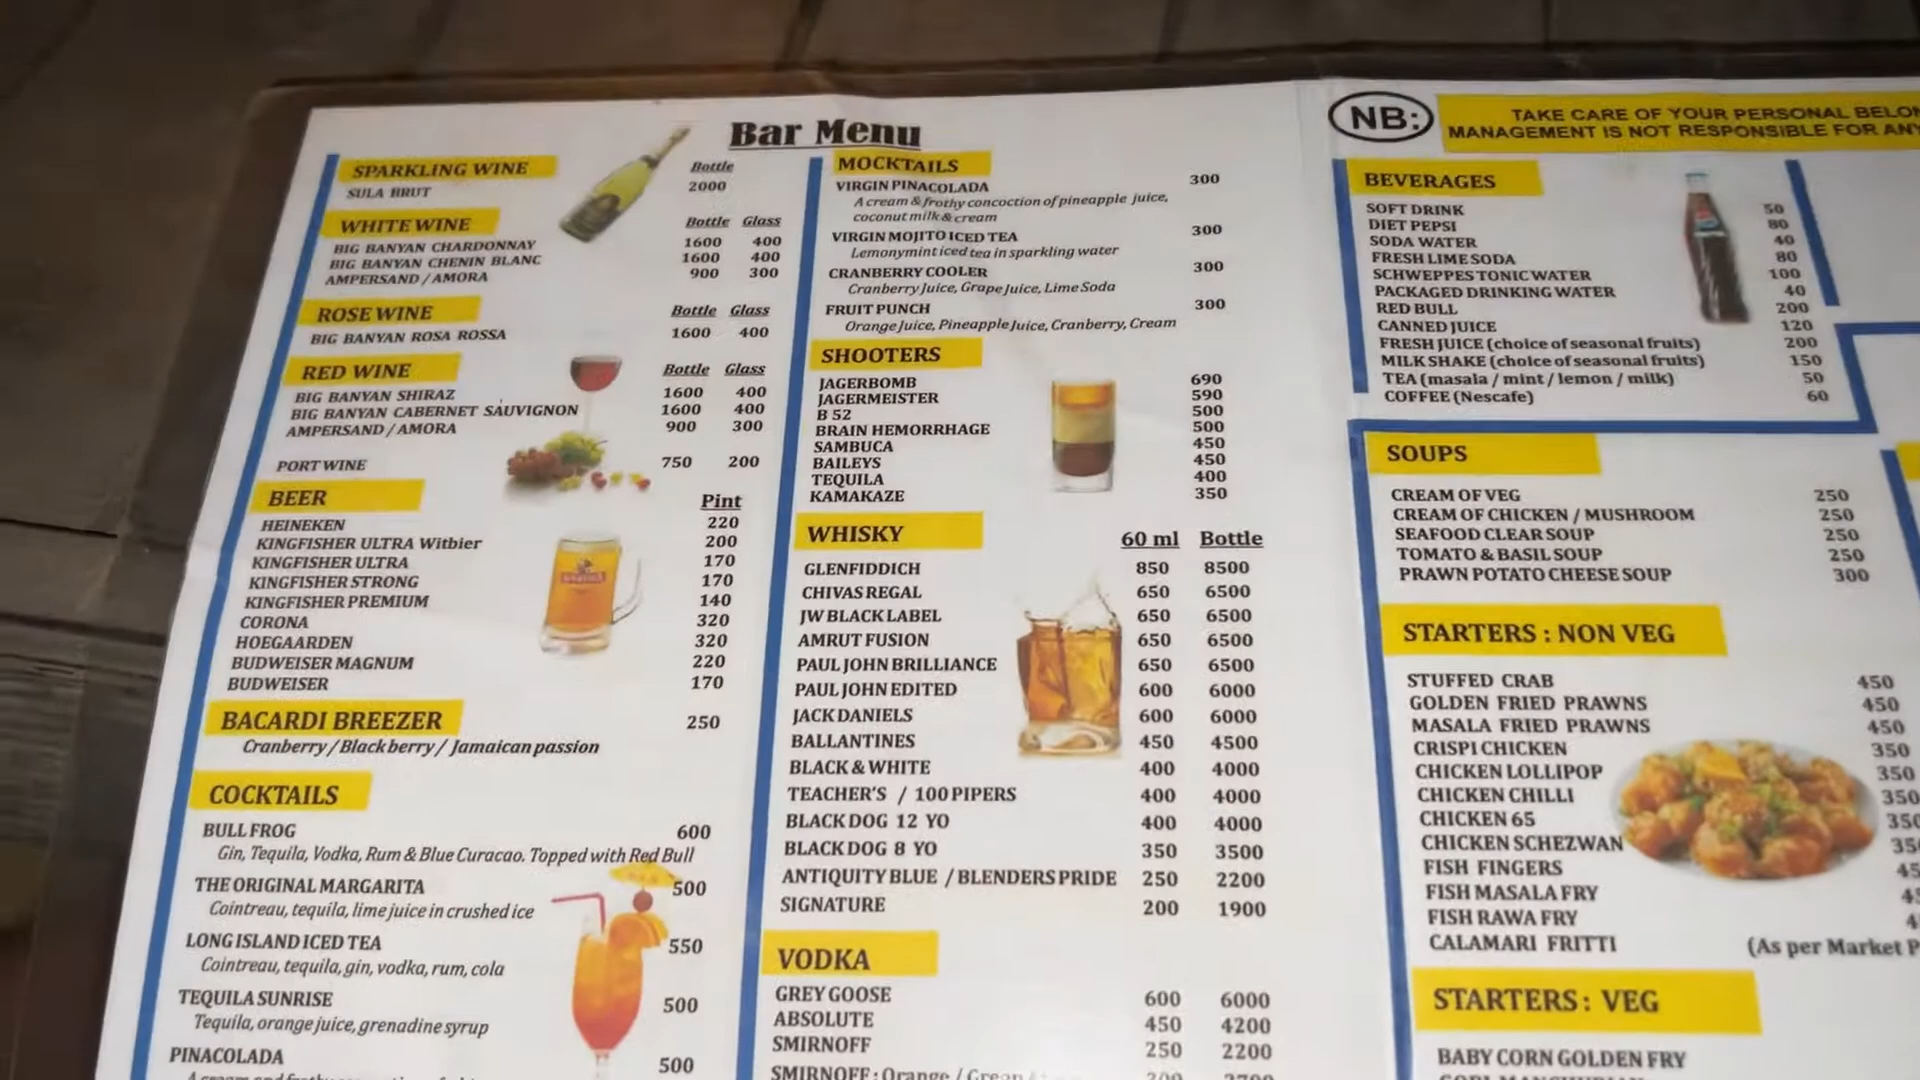 Bar Menu
SPARKLING WINE Bottle
SULA BRUT 2000
WHITE WINE Bottle Glass
BIG BANYAN CHARDONNAY 1600 400
BIG BANYAN CHENIN BLANC 1600 400
AMPERSAND / AMORA 900 300
ROSE WINE Bottle Glass
BIG BANYAN ROSA ROSSA 1600 400
RED WINE Bottle Glass
BIG BANYAN SHIRAZ 1600 400
BIG BANYAN CABERNET SAUVIGNON 1600 400
AMPERSAND / AMORA 900 300
PORT WINE 750 200
BEER Pint
HEINEKEN 220
KINGFISHER ULTRA Witbier 200
KINGFISHER ULTRA 170
KINGFISHER STRONG 170
KINGFISHER PREMIUM 140
CORONA 320
HOEGAARDEN 320
BUDWEISER MAGNUM 220
BUDWEISER 170
BACARDI BREEZER 250
Cranberry / Black berry / Jamaican passion
COCKTAILS
BULL FROG 600
Gin, Tequila, Vodka, Rum & Blue Curacao. Topped with Red Bull
THE ORIGINAL MARGARITA 500
Cointreau, tequila, lime juice in crushed ice
LONG ISLAND ICED TEA 550
Cointreau, tequila, gin, vodka, rum, cola
TEQUILA SUNRISE 500
Tequila, orange juice, grenadine syrup
PINACOLADA 500
MOCKTAILS
VIRGIN PINACOLADA 300
A cream & frothy concoction of pineapple juice,
coconut milk & cream
VIRGIN MOJITO ICED TEA 300
Lemonymint iced tea in sparkling water
CRANBERRY COOLER 300
Cranberry Juice, Grape Juice, Lime Soda
FRUIT PUNCH 300
Orange Juice, Pineapple Juice, Cranberry, Cream
SHOOTERS
JAGERBOMB 690
JAGERMEISTER 590
B 52 500
BRAIN HEMORRHAGE 500
SAMBUCA 450
BAILEYS 450
TEQUILA 400
KAMAKAZE 350
WHISKY 60 ml Bottle
GLENFIDDICH 850 8500
CHIVAS REGAL 650 6500
JW BLACK LABEL 650 6500
AMRUT FUSION 650 6500
PAUL JOHN BRILLIANCE 650 6500
PAUL JOHN EDITED 600 6000
JACK DANIELS 600 6000
BALLANTINES 450 4500
BLACK & WHITE 400 4000
TEACHER'S / 100 PIPERS 400 4000
BLACK DOG 12 YO 400 4000
BLACK DOG 8 YO 350 3500
ANTIQUITY BLUE / BLENDERS PRIDE 250 2200
SIGNATURE 200 1900
VODKA
GREY GOOSE 600 6000
ABSOLUTE 450 4200
SMIRNOFF 250 2200
SMIRNOFF : Orange /
NB: TAKE CARE OF YOUR PERSONAL
MANAGEMENT IS NOT RESPONSIBLE FOR
BEVERAGES
SOFT DRINK 50
DIET PEPSI 80
SODA WATER 40
FRESH LIME SODA 80
SCHWEPPES TONIC WATER 100
PACKAGED DRINKING WATER 40
RED BULL 200
CANNED JUICE 120
FRESH JUICE (choice of seasonal fruits) 200
MILK SHAKE (choice of seasonal fruits) 150
TEA (masala / mint / lemon / milk) 50
COFFEE (Nescafe) 60
SOUPS
CREAM OF VEG 250
CREAM OF CHICKEN / MUSHROOM 250
SEAFOOD CLEAR SOUP 250
TOMATO & BASIL SOUP 250
PRAWN POTATO CHEESE SOUP 300
STARTERS : NON VEG
STUFFED CRAB 450
GOLDEN FRIED PRAWNS 450
MASALA FRIED PRAWNS 450
CRISPI CHICKEN 350
CHICKEN LOLLIPOP 350
CHICKEN CHILLI 350
CHICKEN 65
CHICKEN SCHEZWAN
FISH FINGERS
FISH MASALA FRY
FISH RAWA FRY
CALAMARI FRITTI (As per Market
STARTERS : VEG
BABY CORN GOLDEN FRY